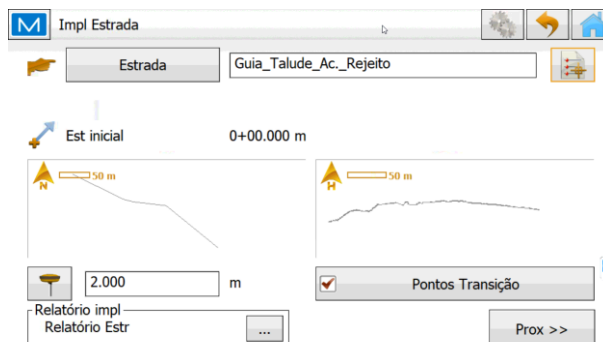 M Impl Estrada
Estrada Guia_Talude_Ac._Rejeito
Est inicial 0+00.000 m
N 50 m H 50 m
2.000 m Pontos Transição
Relatório impl
Relatório Estr ... Prox >>